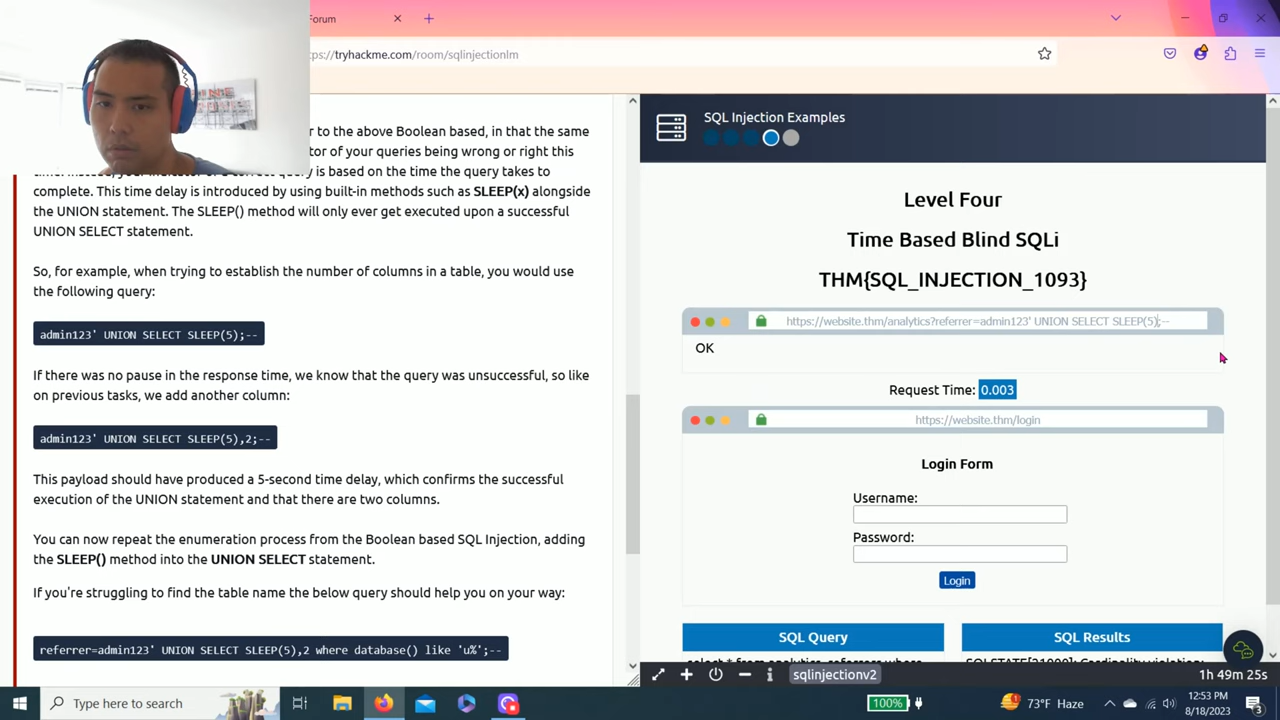 Forum
tps://tryhackme.com/room/sqlinjectionlm
r to the above Boolean based, in that the same
tor of your queries being wrong or right this
complete. This time delay is introduced by using built-in methods such as SLEEP(x) alongside
the UNION statement. The SLEEP() method will only ever get executed upon a successful
UNION SELECT statement.
So, for example, when trying to establish the number of columns in a table, you would use
the following query:
admin123' UNION SELECT SLEEP(5);--
If there was no pause in the response time, we know that the query was unsuccessful, so like
on previous tasks, we add another column:
admin123' UNION SELECT SLEEP(5),2;--
This payload should have produced a 5-second time delay, which confirms the successful
execution of the UNION statement and that there are two columns.
You can now repeat the enumeration process from the Boolean based SQL Injection, adding
the SLEEP() method into the UNION SELECT statement.
If you're struggling to find the table name the below query should help you on your way:
referrer=admin123' UNION SELECT SLEEP(5),2 where database() like 'u%';--
SQL Injection Examples
Level Four
Time Based Blind SQLi
THM{SQL_INJECTION_1093}
https://website.thm/analytics?referrer=admin123' UNION SELECT SLEEP(5);--
OK
Request Time: 0.003
https://website.thm/login
Login Form
Username:
Password:
Login
SQL Query
SQL Results
select * from analytics_referrers where
SQLSTATE[21000]: Cardinality violation:
sqlinjectionv2
1h 49m 25s
Type here to search
100%
73°F Haze
12:53 PM
8/18/2023
3